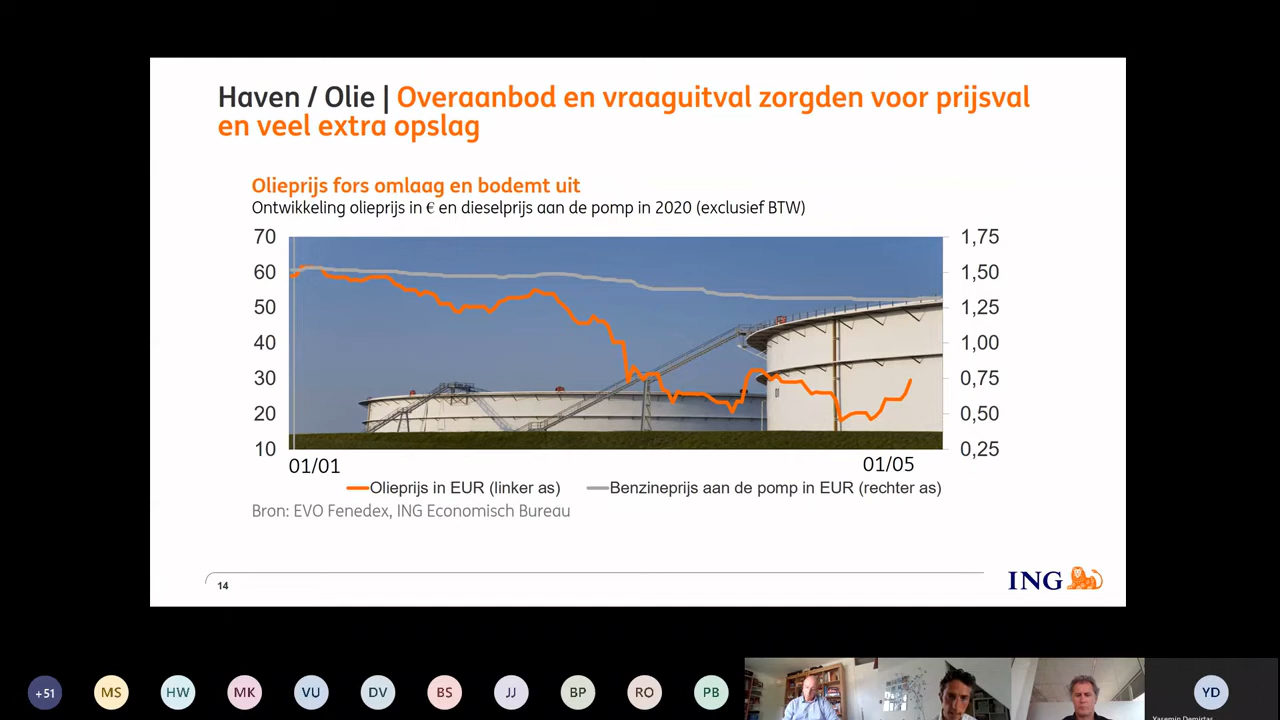 Haven / Olie | Overaanbod en vraaguitval zorgden voor prijsval
en veel extra opslag
Olieprijs fors omlaag en bodemt uit
Ontwikkeling olieprijs in € en dieselprijs aan de pomp in 2020 (exclusief BTW)
70 1,75
60 1,50
50 1,25
40 1,00
30 0,75
20 0,50
10 0,25
01/01 01/05
Olieprijs in EUR (linker as) Benzineprijs aan de pomp in EUR (rechter as)
Bron: EVO Fenedex, ING Economisch Bureau
14
ING
+51 MS HW MK VU DV BS JJ BP RO PB YD
Yasemin Demirtas